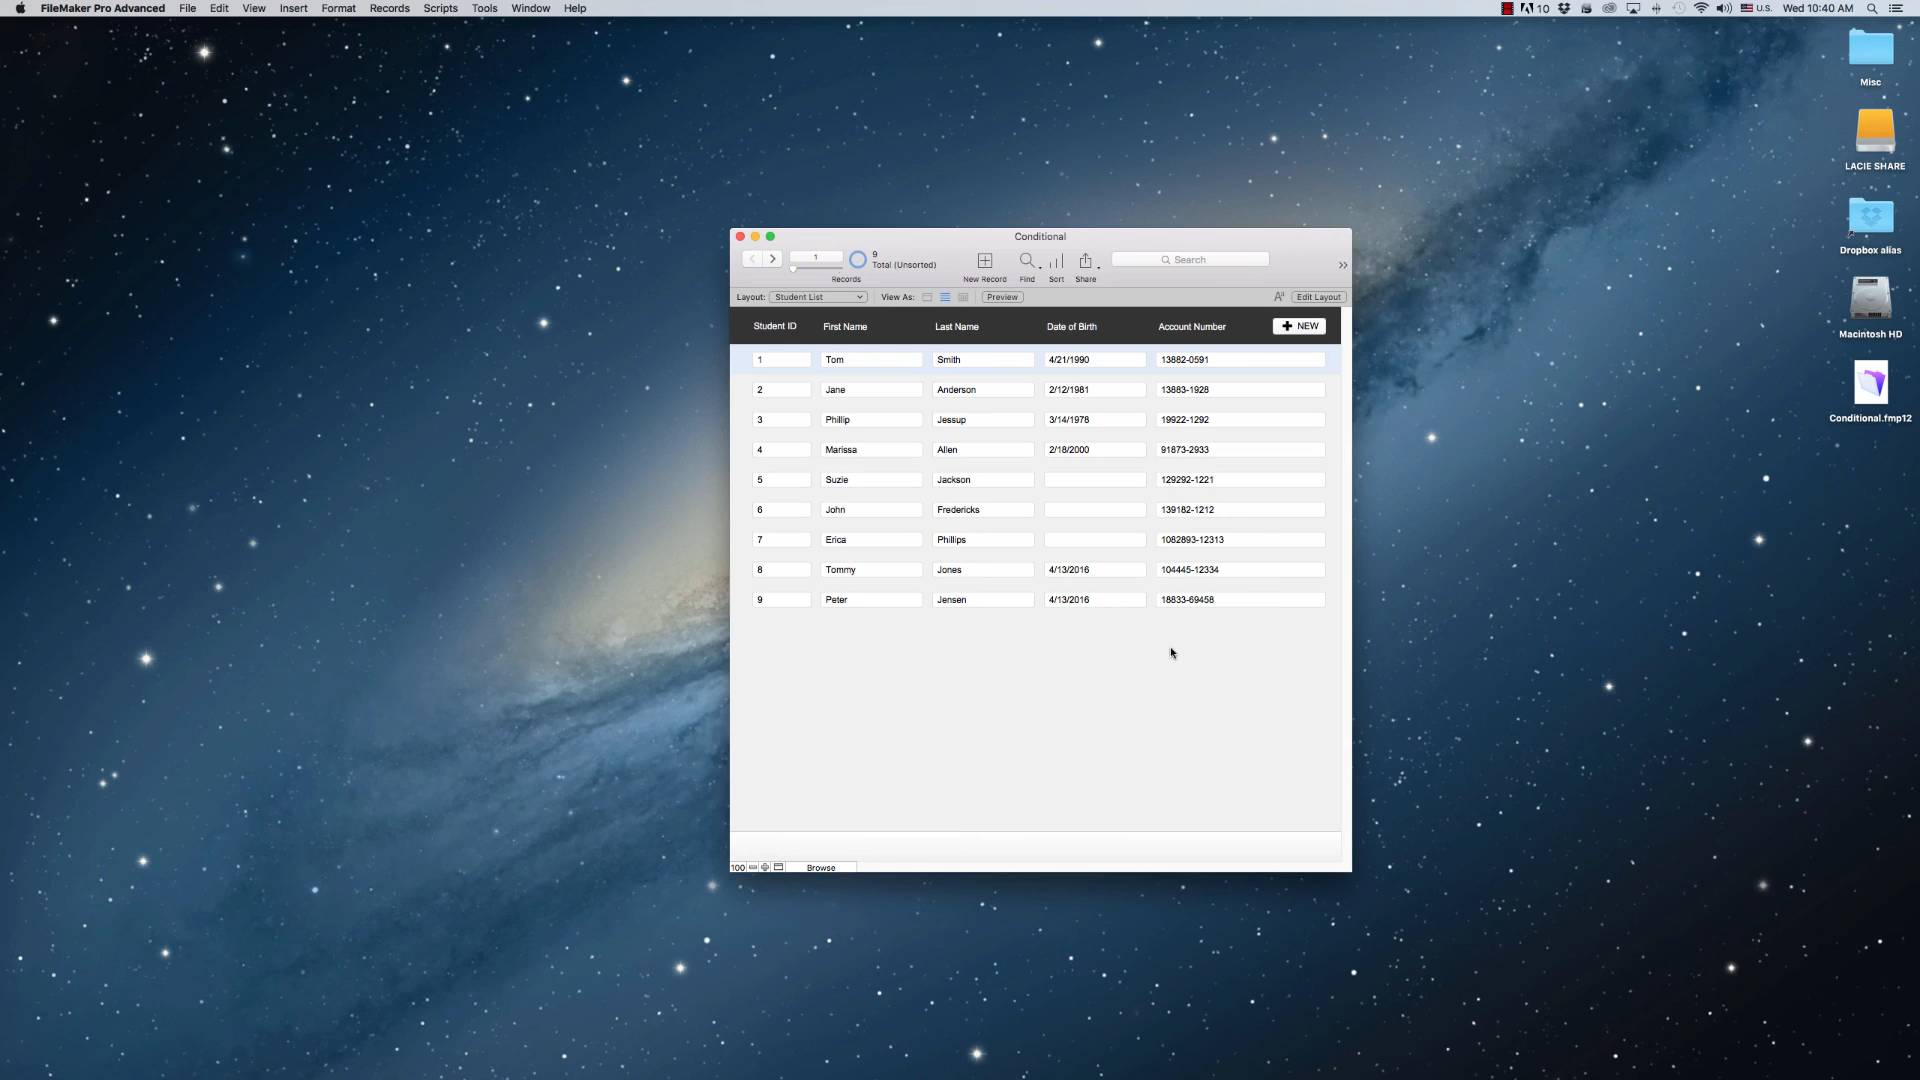 FileMaker Pro Advanced File Edit View Insert Format Records Scripts Tools Window Help 10 U.S. Wed 10:40 AM
Misc
LACIE SHARE
Dropbox alias
Macintosh HD
Conditional.fmp12
Conditional
1 9 Total (Unsorted) Search
Records New Record Find Sort Share
Layout: Student List View As: Preview Edit Layout
Student ID First Name Last Name Date of Birth Account Number NEW
1 Tom Smith 4/21/1990 13882-0591
2 Jane Anderson 2/12/1981 13883-1928
3 Phillip Jessup 3/14/1978 19922-1292
4 Marissa Allen 2/18/2000 91873-2933
5 Suzie Jackson 129292-1221
6 John Fredericks 139182-1212
7 Erica Phillips 1082893-12313
8 Tommy Jones 4/13/2016 104445-12334
9 Peter Jensen 4/13/2016 18833-69458
100 Browse